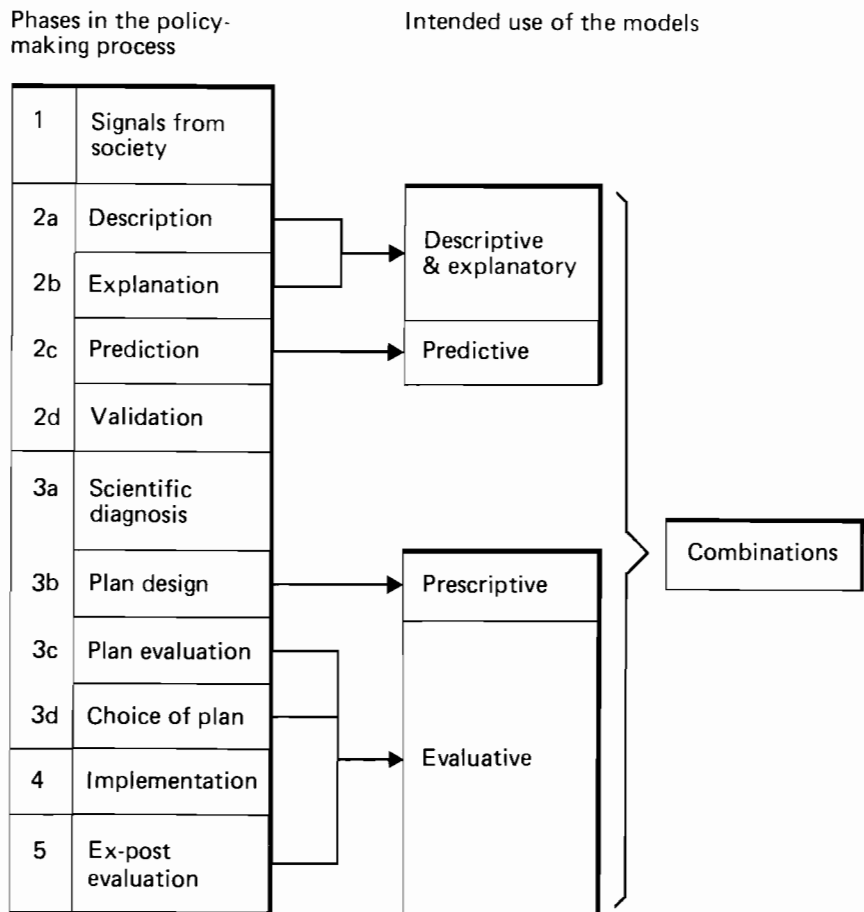 Phases in the policy-
making process
Intended use of the models
1 Signals from
society
2a Description
2b Explanation
2c Prediction
2d Validation
3a Scientific
diagnosis
3b Plan design
3c Plan evaluation
3d Choice of plan
4 Implementation
5 Ex-post
evaluation
Descriptive
& explanatory
Predictive
Prescriptive
Evaluative
Combinations